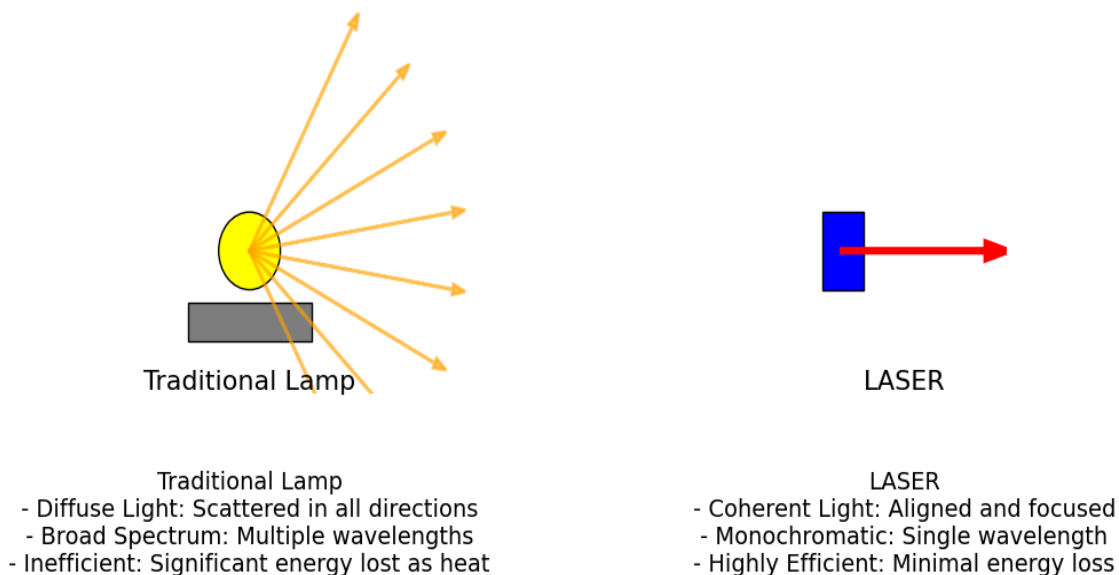 Traditional Lamp
LASER
Traditional Lamp
- Diffuse Light: Scattered in all directions
- Broad Spectrum: Multiple wavelengths
- Inefficient: Significant energy lost as heat
LASER
- Coherent Light: Aligned and focused
- Monochromatic: Single wavelength
- Highly Efficient: Minimal energy loss